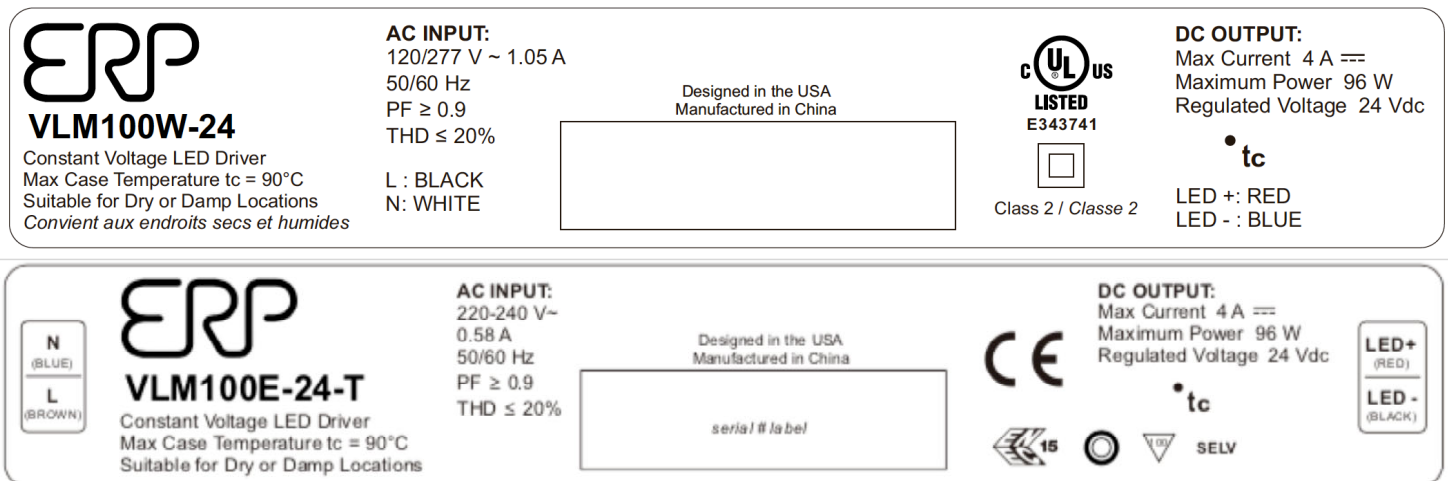 ERP
VLM100W-24
Constant Voltage LED Driver
Max Case Temperature tc = 90°C
Suitable for Dry or Damp Locations
Convient aux endroits secs et humides
AC INPUT:
120/277 V ~ 1.05 A
50/60 Hz
PF ≥ 0.9
THD ≤ 20%
L : BLACK
N: WHITE
Designed in the USA
Manufactured in China
C UL US
®
LISTED
E343741
Class 2 / Classe 2
DC OUTPUT:
Max Current 4 A ⎓
Maximum Power 96 W
Regulated Voltage 24 Vdc
tc
LED +: RED
LED - : BLUE
N
(BLUE)
L
(BROWN)
ERP
VLM100E-24-T
Constant Voltage LED Driver
Max Case Temperature tc = 90°C
Suitable for Dry or Damp Locations
AC INPUT:
220-240 V~
0.58 A
50/60 Hz
PF ≥ 0.9
THD ≤ 20%
Designed in the USA
Manufactured in China
serial # label
CE
DC OUTPUT:
Max Current 4 A ⎓
Maximum Power 96 W
Regulated Voltage 24 Vdc
tc
15
SELV
LED+
(RED)
LED -
(BLACK)